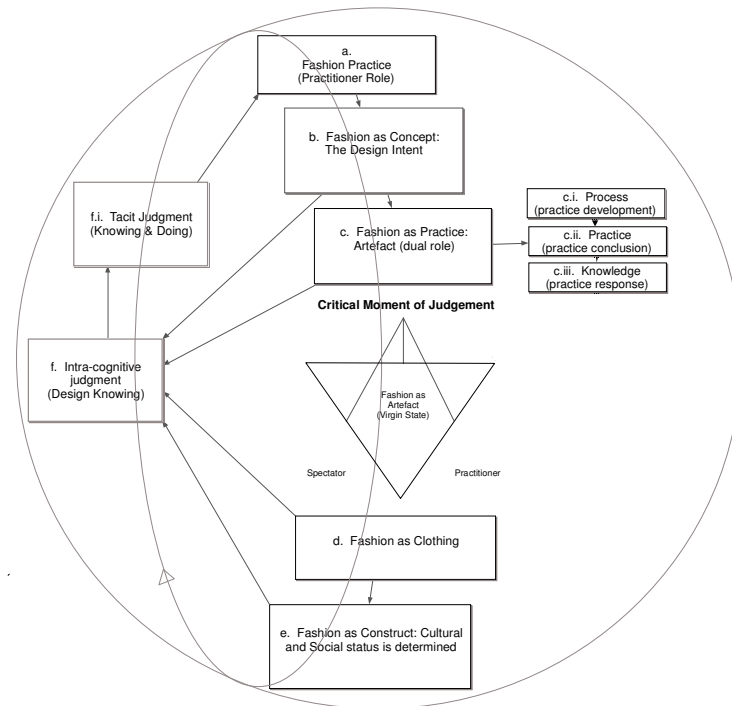 a.
Fashion Practice
(Practitioner Role)
b. Fashion as Concept:
The Design Intent
f.i. Tacit Judgment
(Knowing & Doing)
c. Fashion as Practice:
Artefact (dual role)
c.i. Process
(practice development)
c.ii. Practice
(practice conclusion)
c.iii. Knowledge
(practice response)
Critical Moment of Judgement
f. Intra-cognitive
judgment
(Design Knowing)
Fashion as
Artefact
(Virgin State)
Spectator
Practitioner
d. Fashion as Clothing
e. Fashion as Construct: Cultural
and Social status is determined